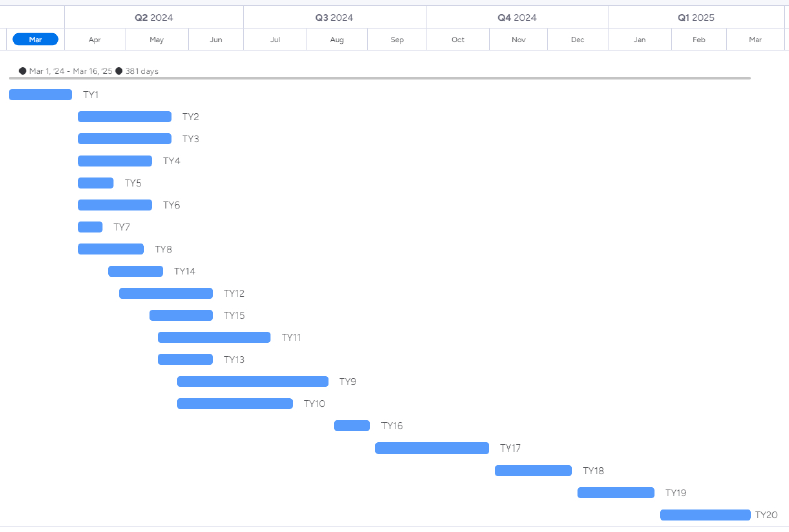 Q2 2024 Q3 2024 Q4 2024 Q1 2025
Mar Apr May Jun Jul Aug Sep Oct Nov Dec Jan Feb Mar
Mar 1, '24 - Mar 16, '25 ● 381 days
TY1
TY2
TY3
TY4
TY5
TY6
TY7
TY8
TY14
TY12
TY15
TY11
TY13
TY9
TY10
TY16
TY17
TY18
TY19
TY20